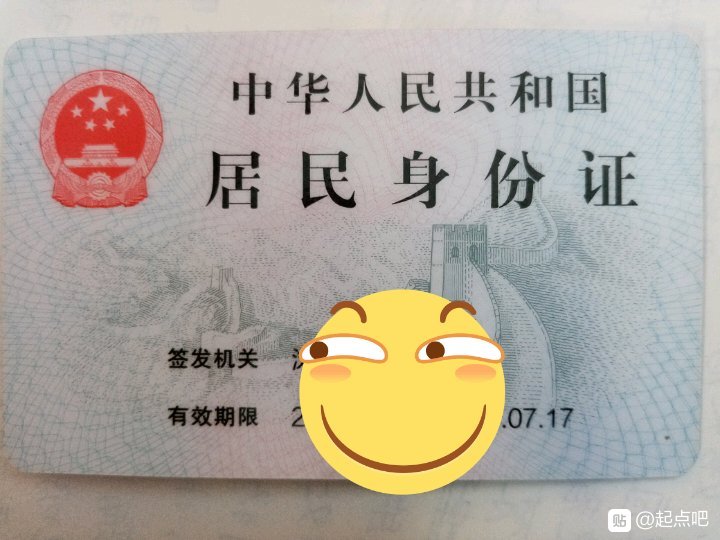 中华人民共和国
居民身份证
签发机关
有效期限 2 .07.17
贴 @起点吧